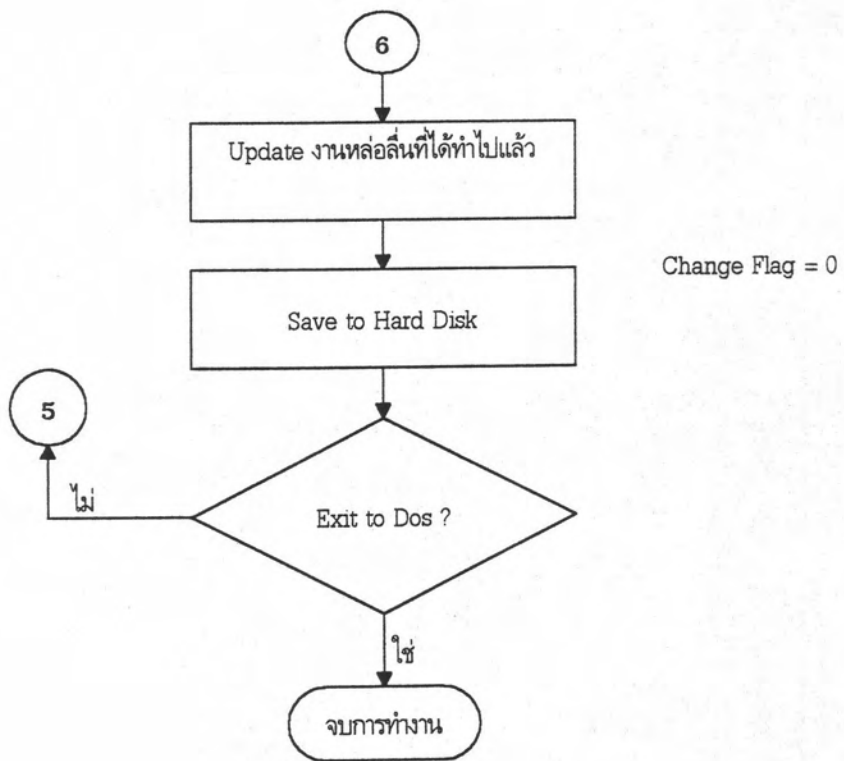 6
Update งานหล่อลื่นที่ได้ทำไปแล้ว
Change Flag = 0
Save to Hard Disk
5
ไม่
Exit to Dos ?
ใช่
จบการทำงาน